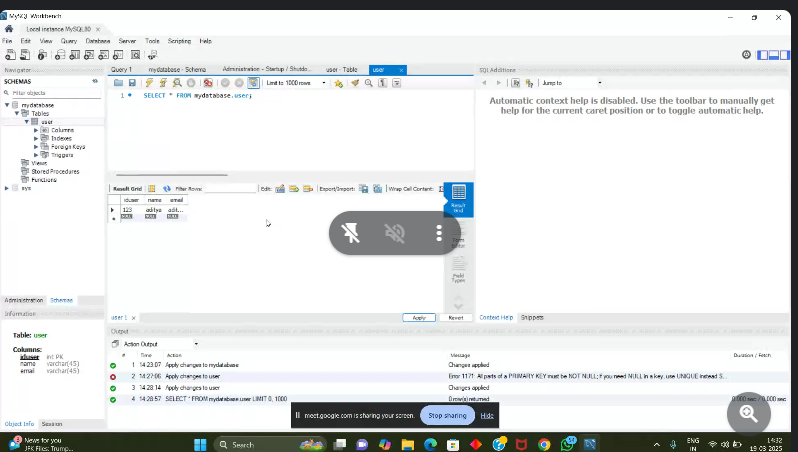 MySQL Workbench
Local instance MySQL80
File Edit View Query Database Server Tools Scripting Help
Navigator
SCHEMAS
Filter objects
mydatabase
Tables
user
Columns
Indexes
Foreign Keys
Triggers
Views
Stored Procedures
Functions
sys
Administration Schemas
Information
Table: user
Columns:
iduser int PK
name varchar(45)
email varchar(45)
Object Info Session
Query 1 mydatabase - Schema Administration - Startup / Shutdo... user - Table user
Limit to 1000 rows
1 SELECT * FROM mydatabase.user;
Result Grid Filter Rows: Edit: Export/Import: Wrap Cell Content:
iduser name email
123 aditya adit...
NULL NULL NULL
Result Grid
Form Editor
Field Types
user 1 Apply Revert
SQLAdditions
Jump to
Automatic context help is disabled. Use the toolbar to manually get
help for the current caret position or to toggle automatic help.
Context Help Snippets
Output
Action Output
# Time Action Message Duration / Fetch
1 14:23:07 Apply changes to mydatabase Changes applied
2 14:27:06 Apply changes to user Error 1171: All parts of a PRIMARY KEY must be NOT NULL; if you need NULL in a key, use UNIQUE instead S...
3 14:28:14 Apply changes to user Changes applied
4 14:28:57 SELECT * FROM mydatabase.user LIMIT 0, 1000 0 row(s) returned 0.000 sec / 0.000 sec
meet.google.com is sharing your screen. Stop sharing Hide
News for you
JFK Files: Trump...
Search
ENG
IN
14:32
19-03-2025